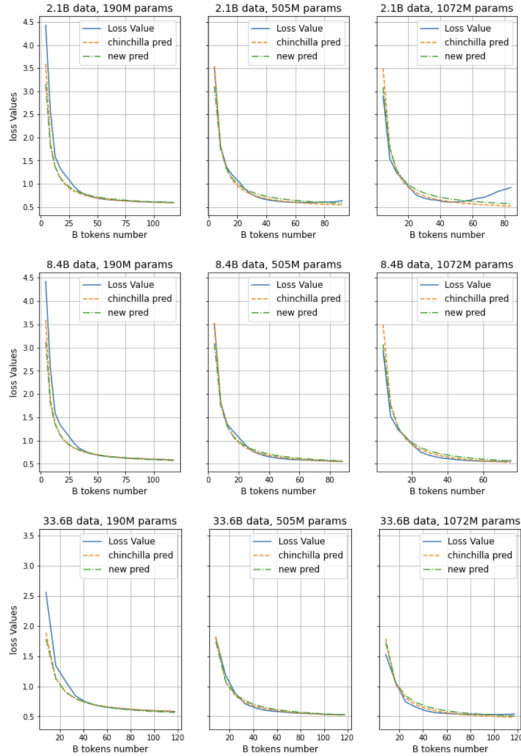 2.1B data, 190M params
2.1B data, 505M params
2.1B data, 1072M params
Loss Value
chinchilla pred
new pred
Loss Value
chinchilla pred
new pred
Loss Value
chinchilla pred
new pred
loss Values
4.5
4.0
3.5
3.0
2.5
2.0
1.5
1.0
0.5
0 25 50 75 100
0 20 40 60 80
0 20 40 60 80
B tokens number
B tokens number
B tokens number
8.4B data, 190M params
8.4B data, 505M params
8.4B data, 1072M params
Loss Value
chinchilla pred
new pred
Loss Value
chinchilla pred
new pred
Loss Value
chinchilla pred
new pred
loss Values
4.5
4.0
3.5
3.0
2.5
2.0
1.5
1.0
0.5
0 25 50 75 100
0 20 40 60 80
0 20 40 60
B tokens number
B tokens number
B tokens number
33.6B data, 190M params
33.6B data, 505M params
33.6B data, 1072M params
Loss Value
chinchilla pred
new pred
Loss Value
chinchilla pred
new pred
Loss Value
chinchilla pred
new pred
loss Values
3.5
3.0
2.5
2.0
1.5
1.0
0.5
20 40 60 80 100 120
20 40 60 80 100 120
20 40 60 80 100 120
B tokens number
B tokens number
B tokens number